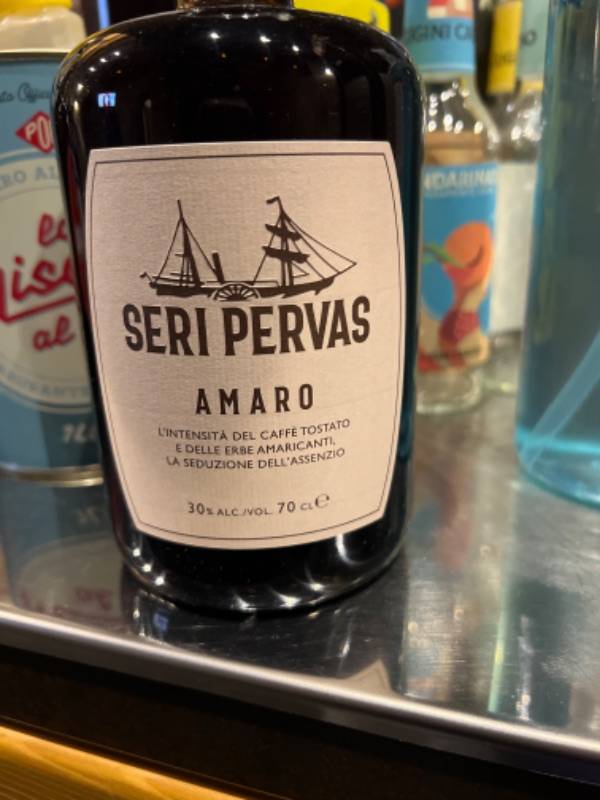 SERI PERVAS
AMARO
L'INTENSITÀ DEL CAFFÈ TOSTATO
E DELLE ERBE AMARICANTI,
LA SEDUZIONE DELL'ASSENZIO
30% ALC./VOL. 70 CL e
al